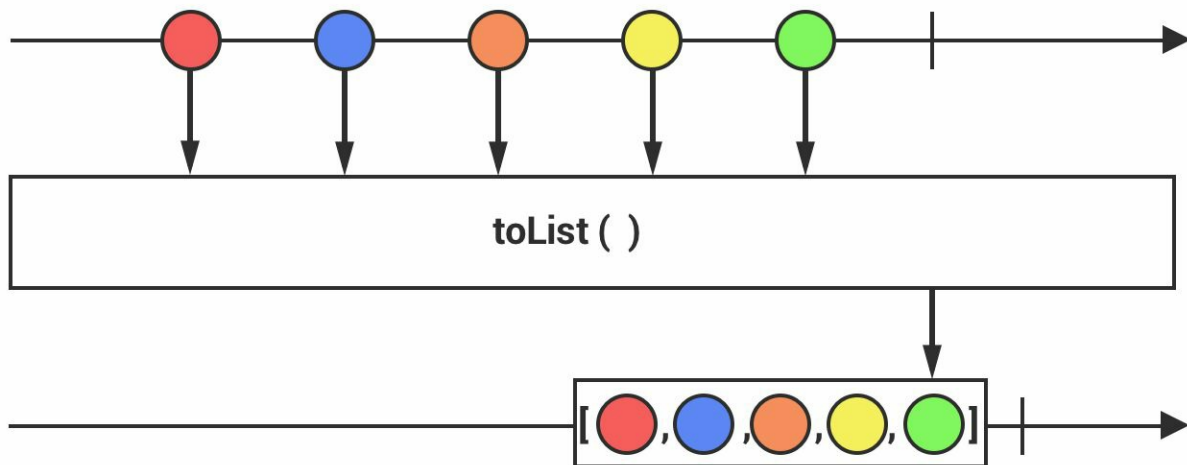 toList ( )
[ , , , , ]